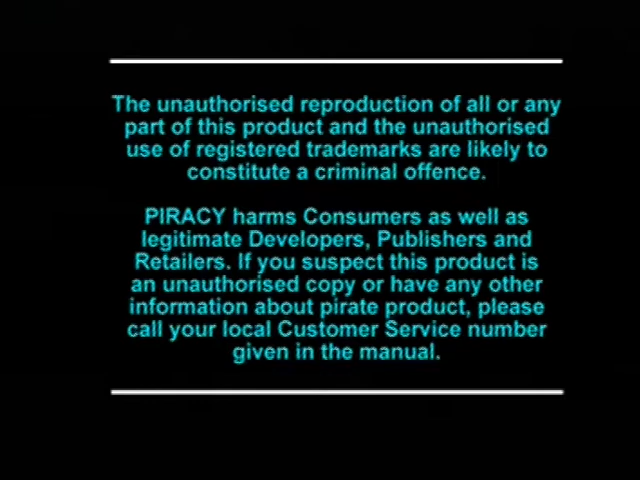 The unauthorised reproduction of all or any
part of this product and the unauthorised
use of registered trademarks are likely to
constitute a criminal offence.
PIRACY harms Consumers as well as
legitimate Developers, Publishers and
Retailers. If you suspect this product is
an unauthorised copy or have any other
information about pirate product, please
call your local Customer Service number
given in the manual.